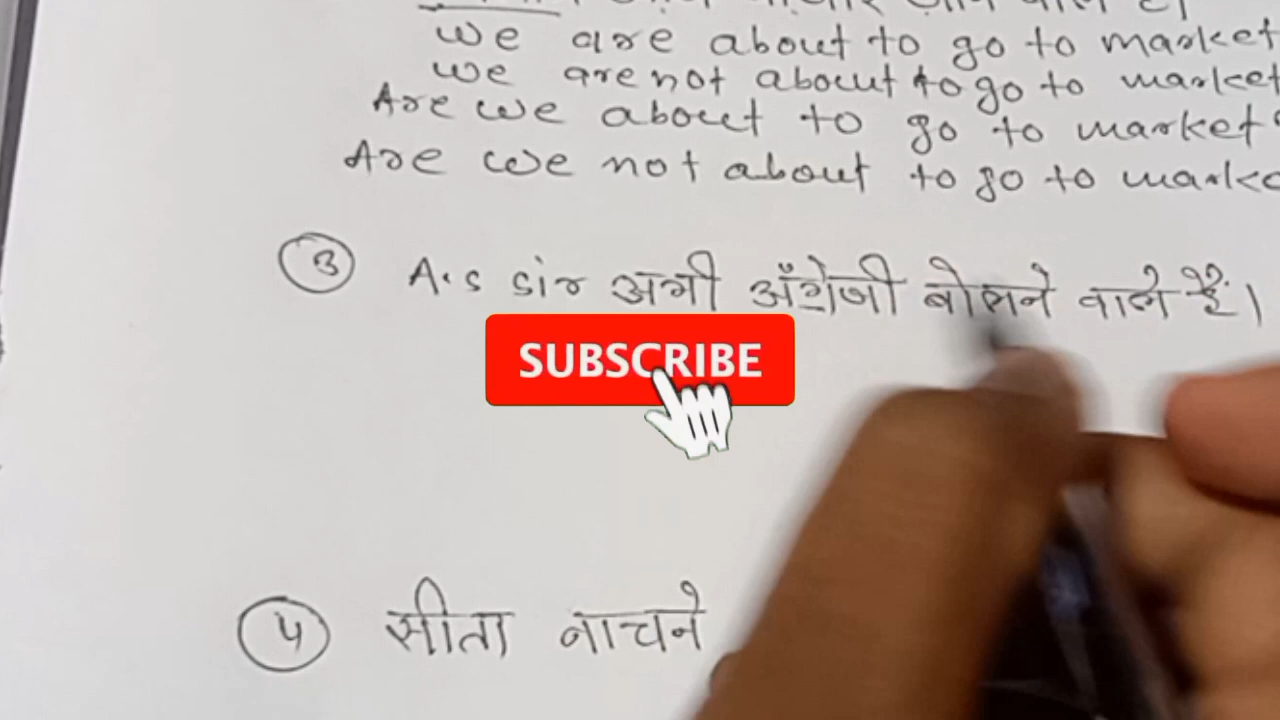 we are about to go to market
we are not about to go to market
Are we about to go to market
Are we not about to go to
③ A.s sir अभी अँग्रेजी बोलने वाले हैं।
SUBSCRIBE
④ सीता नाचने